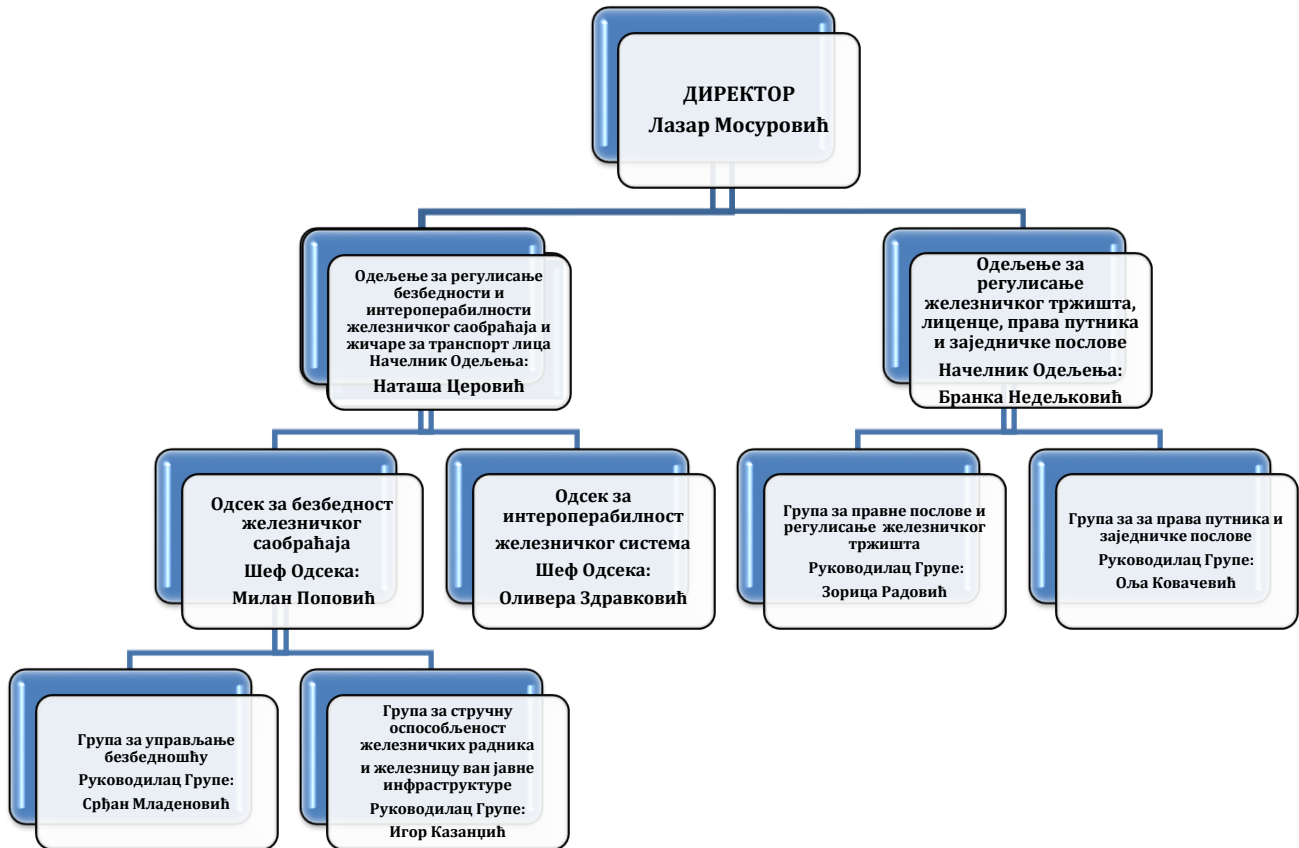 ДИРЕКТОР
Лазар Мосуровић
Одељење за регулисање
безбедности и
интероперабилности
железничког саобраћаја и
жичаре за транспорт лица
Начелник Одељења:
Наташа Церовић
Одељење за
регулисање
железничког тржишта,
лиценце, права путника
и заједничке послове
Начелник Одељења:
Бранка Недељковић
Одсек за безбедност
железничког
саобраћаја
Шеф Одсека:
Милан Поповић
Одсек за
интероперабилност
железничког система
Шеф Одсека:
Оливера Здравковић
Група за правне послове и
регулисање железничког
тржишта
Руководилац Групе:
Зорица Радовић
Група за за права путника и
заједничке послове
Руководилац Групе:
Оља Ковачевић
Група за управљање
безбедношћу
Руководилац Групе:
Срђан Младеновић
Група за стручну
оспособљеност
железничких радника
и железницу ван јавне
инфраструктуре
Руководилац Групе:
Игор Казанџић